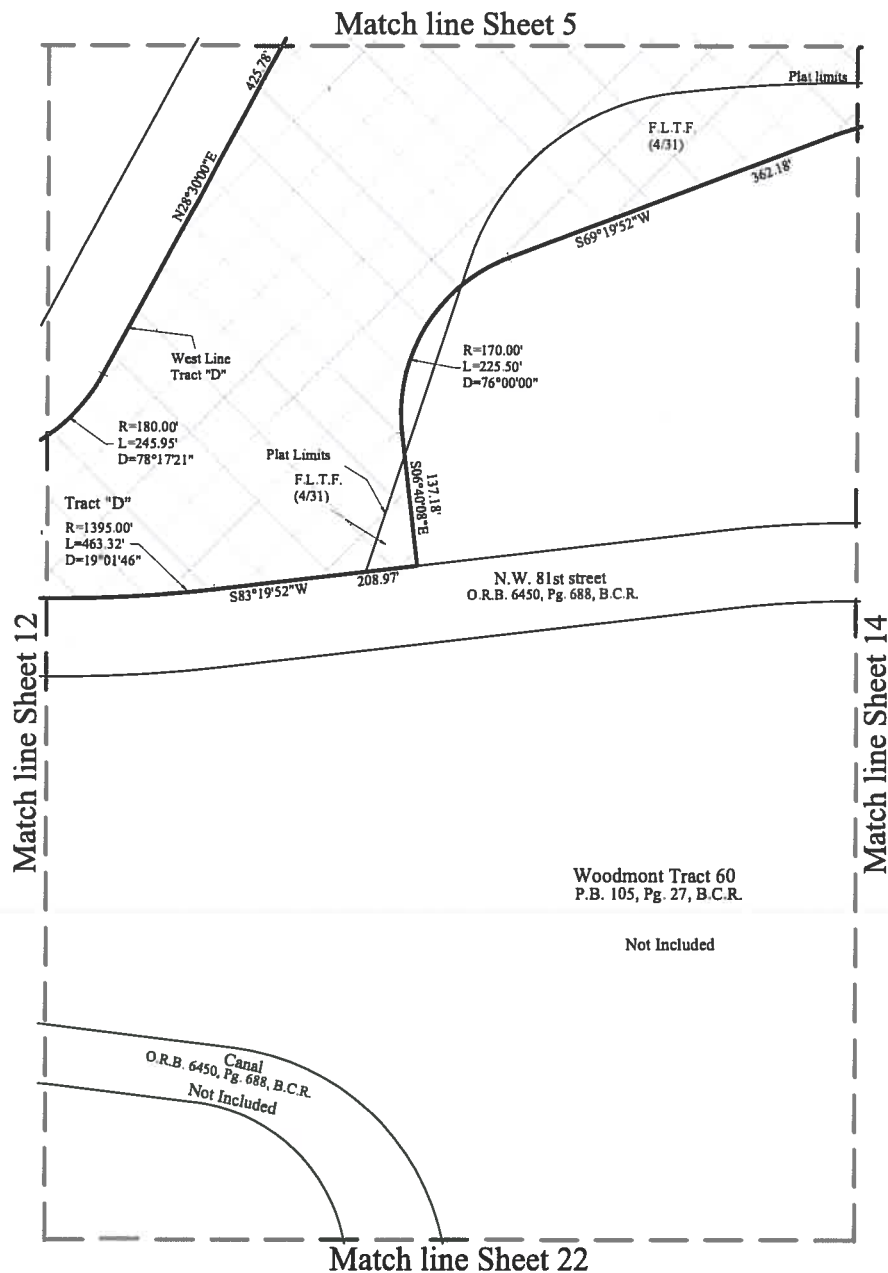 Match line Sheet 5
425.78'
Plat limits
F.L.T.F.
(4/31)
362.18'
N28°30'00"E
S69°19'52"W
West Line
Tract "D"
R=170.00'
L=225.50'
D=76°00'00"
R=180.00'
L=245.95'
D=78°17'21"
Plat Limits
F.L.T.F.
(4/31)
137.18'
S06°40'08"E
Tract "D"
R=1395.00'
L=463.32'
D=19°01'46"
S83°19'52"W
208.97'
N.W. 81st street
O.R.B. 6450, Pg. 688, B.C.R.
Match line Sheet 12
Match line Sheet 14
Woodmont Tract 60
P.B. 105, Pg. 27, B.C.R.
Not Included
Canal
O.R.B. 6450, Pg. 688, B.C.R.
Not Included
Match line Sheet 22